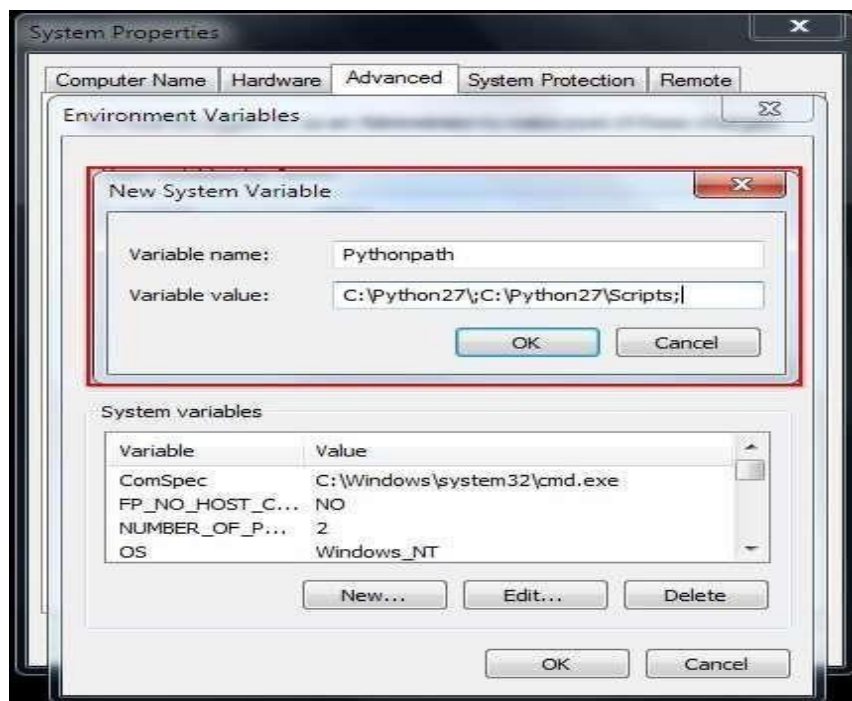 System Properties
Computer Name Hardware Advanced System Protection Remote
Environment Variables
New System Variable
Variable name: Pythonpath
Variable value: C:\Python27\;C:\Python27\Scripts;
OK Cancel
System variables
Variable Value
ComSpec C:\Windows\system32\cmd.exe
FP_NO_HOST_C... NO
NUMBER_OF_P... 2
OS Windows_NT
New... Edit... Delete
OK Cancel